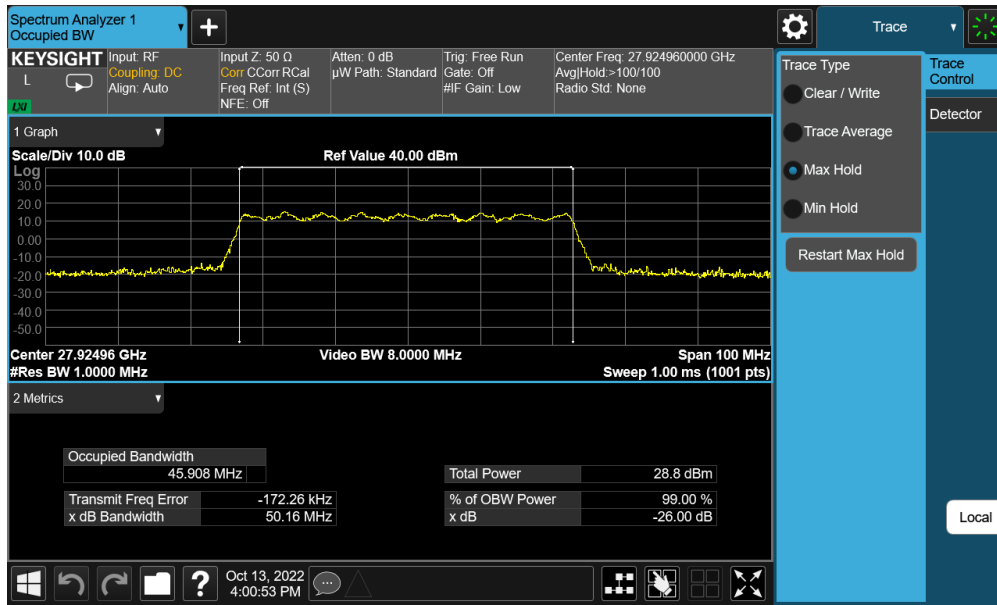 Spectrum Analyzer 1
Occupied BW
Trace
KEYSIGHT
L
LXI
Input: RF
Coupling: DC
Align: Auto
Input Z: 50 Ω
Corr CCorr RCal
Freq Ref: Int (S)
NFE: Off
Atten: 0 dB
µW Path: Standard
Trig: Free Run
Gate: Off
#IF Gain: Low
Center Freq: 27.924960000 GHz
Avg|Hold:>100/100
Radio Std: None
1 Graph
Scale/Div 10.0 dB
Ref Value 40.00 dBm
Log
30.0
20.0
10.0
0.00
-10.0
-20.0
-30.0
-40.0
-50.0
Center 27.92496 GHz
Video BW 8.0000 MHz
Span 100 MHz
#Res BW 1.0000 MHz
Sweep 1.00 ms (1001 pts)
2 Metrics
Occupied Bandwidth
45.908 MHz
Total Power 28.8 dBm
Transmit Freq Error -172.26 kHz
% of OBW Power 99.00 %
x dB Bandwidth 50.16 MHz
x dB -26.00 dB
Trace Type
Clear / Write
Trace Average
Max Hold
Min Hold
Restart Max Hold
Trace
Control
Detector
Local
?
Oct 13, 2022
4:00:53 PM